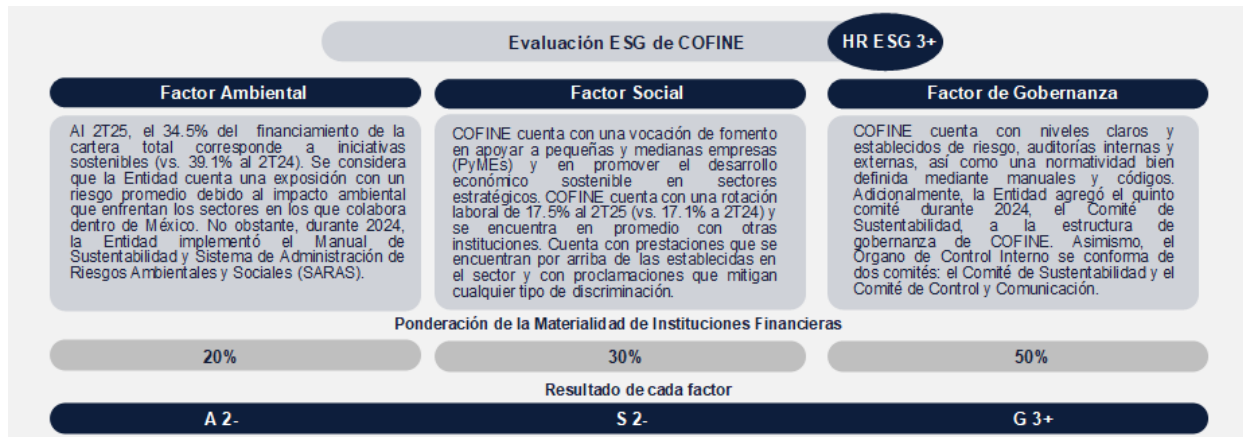 Evaluación ESG de COFINE
HR ESG 3+
Factor Ambiental
Al 2T25, el 34.5% del financiamiento de la
cartera total corresponde a iniciativas
sostenibles (vs. 39.1% al 2T24). Se considera
que la Entidad cuenta una exposición con un
riesgo promedio debido al impacto ambiental
que enfrentan los sectores en los que colabora
dentro de México. No obstante, durante 2024,
la Entidad implementó el Manual de
Sustentabilidad y Sistema de Administración de
Riesgos Ambientales y Sociales (SARAS).
Factor Social
COFINE cuenta con una vocación de fomento
en apoyar a pequeñas y medianas empresas
(PyMEs) y en promover el desarrollo
económico sostenible en sectores
estratégicos. COFINE cuenta con una rotación
laboral de 17.5% al 2T25 (vs. 17.1% a 2T24) y
se encuentra en promedio con otras
instituciones. Cuenta con prestaciones que se
encuentran por arriba de las establecidas en
el sector y con proclamaciones que mitigan
cualquier tipo de discriminación.
Factor de Gobernanza
COFINE cuenta con niveles claros y
establecidos de riesgo, auditorías internas y
externas, así como una normatividad bien
definida mediante manuales y códigos.
Adicionalmente, la Entidad agregó el quinto
comité durante 2024, el Comité de
Sustentabilidad, a la estructura de
gobernanza de COFINE. Asimismo, el
Órgano de Control Interno se conforma de
dos comités: el Comité de Sustentabilidad y el
Comité de Control y Comunicación.
Ponderación de la Materialidad de Instituciones Financieras
20%
30%
50%
Resultado de cada factor
A 2-
S 2-
G 3+